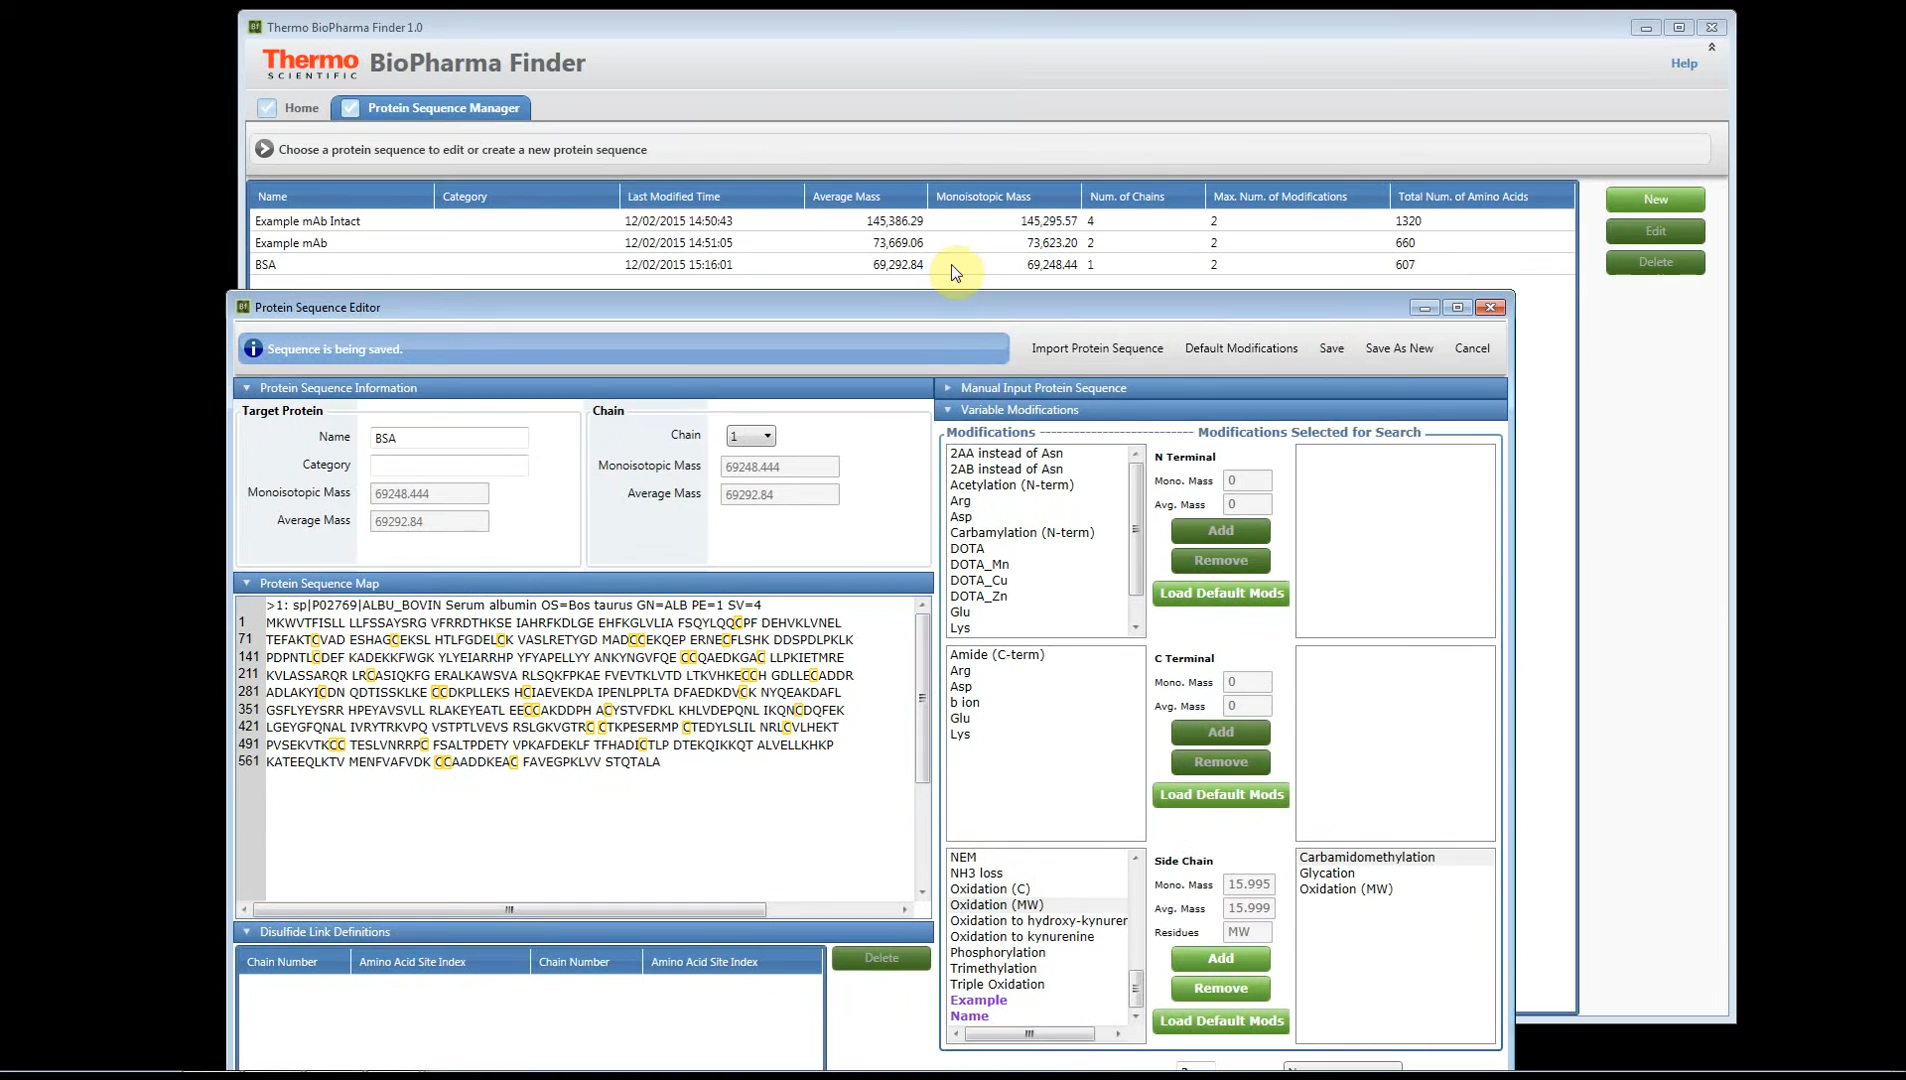 Thermo BioPharma Finder 1.0
Thermo SCIENTIFIC BioPharma Finder
Help
Home Protein Sequence Manager
Choose a protein sequence to edit or create a new protein sequence
Name Category Last Modified Time Average Mass Monoisotopic Mass Num. of Chains Max. Num. of Modifications Total Num. of Amino Acids
Example mAb Intact 12/02/2015 14:50:43 145,386.29 145,295.57 4 2 1320
Example mAb 12/02/2015 14:51:05 73,669.06 73,623.20 2 2 660
BSA 12/02/2015 15:16:01 69,292.84 69,248.44 1 2 607
New
Edit
Delete
Protein Sequence Editor
Sequence is being saved.
Import Protein Sequence Default Modifications Save Save As New Cancel
Protein Sequence Information
Target Protein
Name BSA
Category
Monoisotopic Mass 69248.444
Average Mass 69292.84
Chain
Chain 1
Monoisotopic Mass 69248.444
Average Mass 69292.84
Protein Sequence Map
>1: sp|P02769|ALBU_BOVIN Serum albumin OS=Bos taurus GN=ALB PE=1 SV=4
1 MKWVTFISLL LLFSSAYSRG VFRRDTHKSE IAHRFKDLGE EHFKGLVLIA FSQYLQQCPF DEHVKLVNEL
71 TEFAKTCVAD ESHAGCEKSL HTLFGDELCK VASLRETYGD MADCCEKQEP ERNECFLSHK DDSPDLPKLK
141 PDPNTLCDEF KADEKKFWGK YLYEIARRHP YFYAPELLYY ANKYNGVFQE CCQAEDKGAC LLPKIETMRE
211 KVLASSARQR LRCASIQKFG ERALKAWSVA RLSQKFPKAE FVEVTKLVTD LTKVHKECCH GDLLECADDR
281 ADLAKYICDN QDTISSKLKE CCDKPLLEKS HCIAEVEKDA IPENLPPLTA DFAEDKDVCK NYQEAKDAFL
351 GSFLYEYSRR HPEYAVSVLL RLAKEYEATL EECCAKDDPH ACYSTVFDKL KHLVDEPQNL IKQNCDQFEK
421 LGEYGFQNAL IVRYTRKVPQ VSTPTLVEVS RSLGKVGTRC CTKPESERMP CTEDYLSLIL NRLCVLHEKT
491 PVSEKVTKCC TESLVNRRPC FSALTPDETY VPKAFDEKLF TFHADICTLP DTEKQIKKQT ALVELLKHKP
561 KATEEQLKTV MENFVAFVDK CCAADDKEAC FAVEGPKLVV STQTALA
Disulfide Link Definitions
Chain Number Amino Acid Site Index Chain Number Amino Acid Site Index
Delete
Manual Input Protein Sequence
Variable Modifications
Modifications ---------------------------- Modifications Selected for Search
2AA instead of Asn
2AB instead of Asn
Acetylation (N-term)
Arg
Asp
Carbamylation (N-term)
DOTA
DOTA_Mn
DOTA_Cu
DOTA_Zn
Glu
Lys
N Terminal
Mono. Mass 0
Avg. Mass 0
Add
Remove
Load Default Mods
Amide (C-term)
Arg
Asp
b ion
Glu
Lys
C Terminal
Mono. Mass 0
Avg. Mass 0
Add
Remove
Load Default Mods
NEM
NH3 loss
Oxidation (C)
Oxidation (MW)
Oxidation to hydroxy-kynurer
Oxidation to kynurenine
Phosphorylation
Trimethylation
Triple Oxidation
Example
Name
Side Chain
Mono. Mass 15.995
Avg. Mass 15.999
Residues MW
Add
Remove
Load Default Mods
Carbamidomethylation
Glycation
Oxidation (MW)